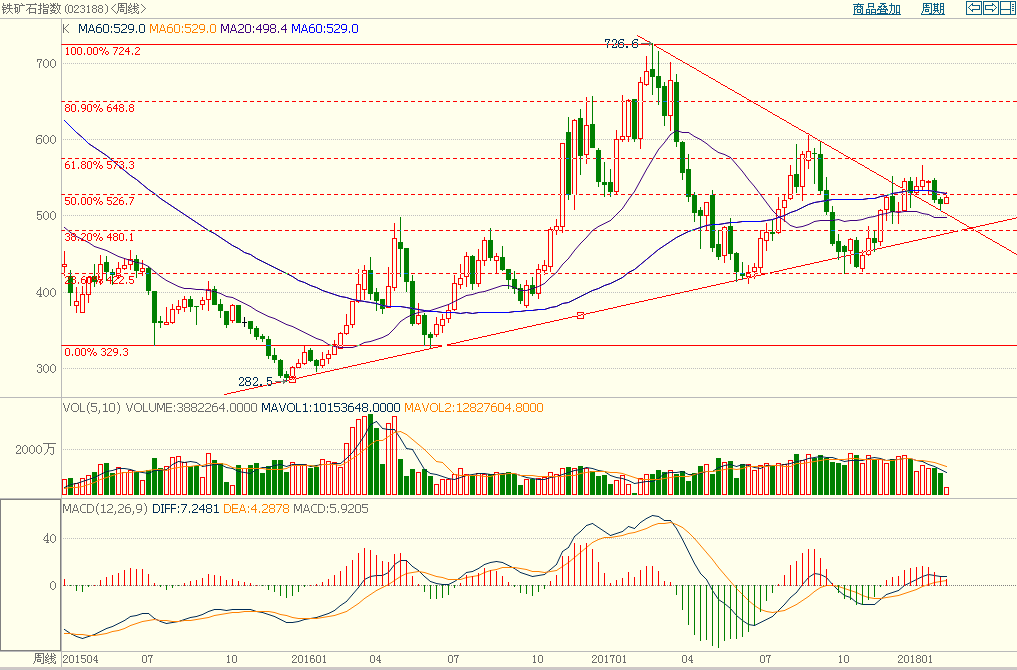 铁矿石指数 (023188)<周线> 商品叠加 周期
K MA60:529.0 MA60:529.0 MA20:498.4 MA60:529.0
726.6
100.00% 724.2
700
80.90% 648.8
600
61.80% 573.3
50.00% 526.7
500
38.20% 480.1
23.60% 422.5
400
0.00% 329.3
300
282.5
VOL(5,10) VOLUME:3882264.0000 MAVOL1:10153648.0000 MAVOL2:12827604.8000
2000万
MACD(12,26,9) DIFF:7.2481 DEA:4.2878 MACD:5.9205
40
0
周线 201504 07 10 201601 04 07 10 201701 04 07 10 201801